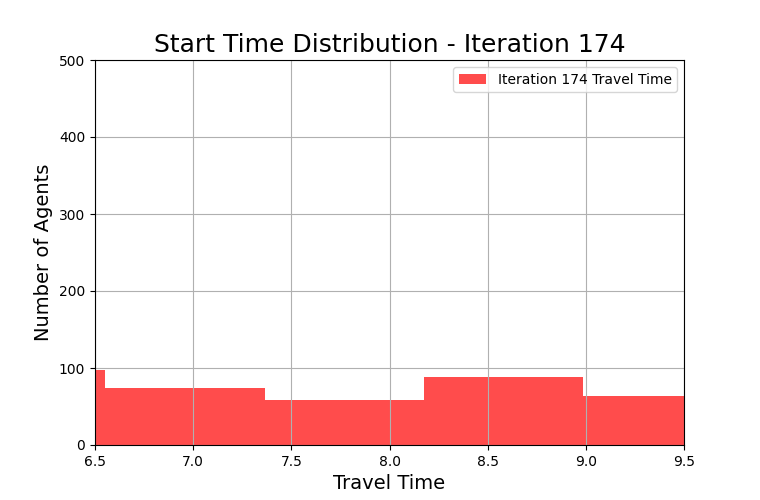 Start Time Distribution - Iteration 174
Iteration 174 Travel Time
Number of Agents
500
400
300
200
100
0
6.5 7.0 7.5 8.0 8.5 9.0 9.5
Travel Time